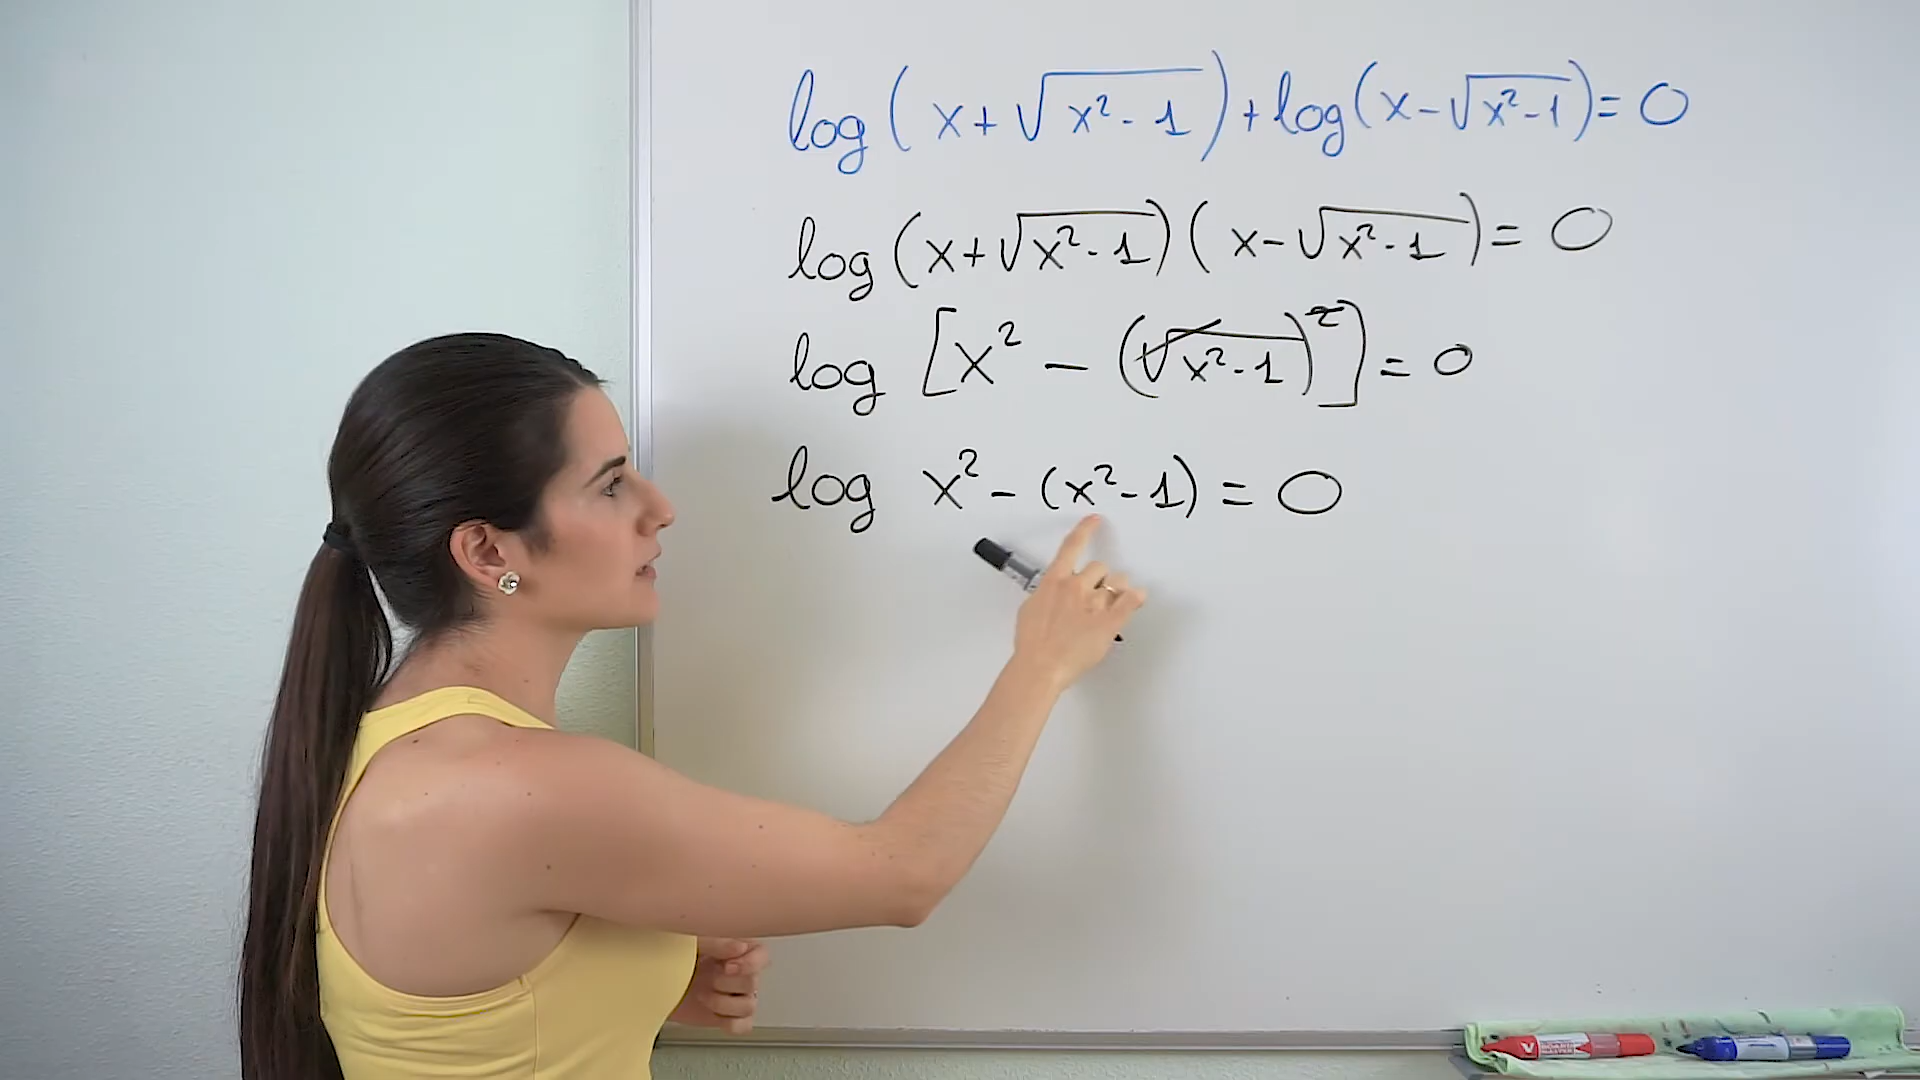 log(x+√x²-1)+log(x-√x²-1)=0
log(x+√x²-1)(x-√x²-1)=0
log[x²-(√x²-1)²]=0
log x²-(x²-1)=0